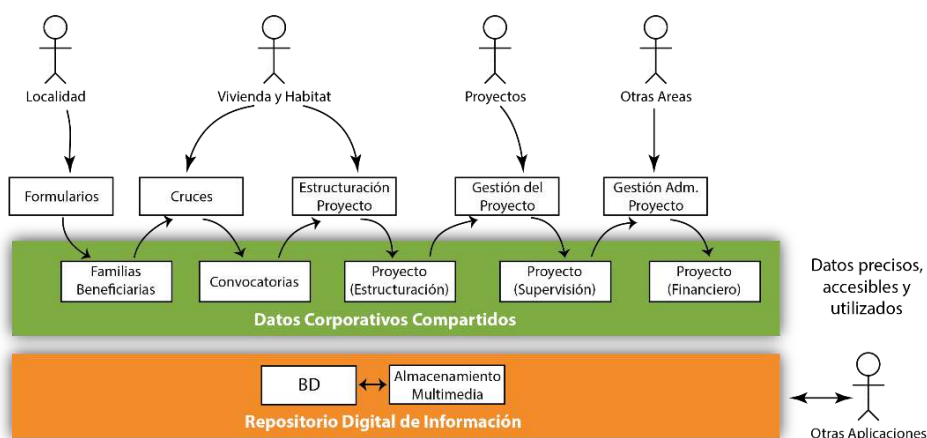 Localidad
Vivienda y Habitat
Proyectos
Otras Areas
Formularios
Cruces
Estructuración
Proyecto
Gestión del
Proyecto
Gestión Adm.
Proyecto
Familias
Beneficiarias
Convocatorias
Proyecto
(Estructuración)
Proyecto
(Supervisión)
Proyecto
(Financiero)
Datos Corporativos Compartidos
Datos precisos,
accesibles y
utilizados
BD
Almacenamiento
Multimedia
Repositorio Digital de Información
Otras Aplicaciones